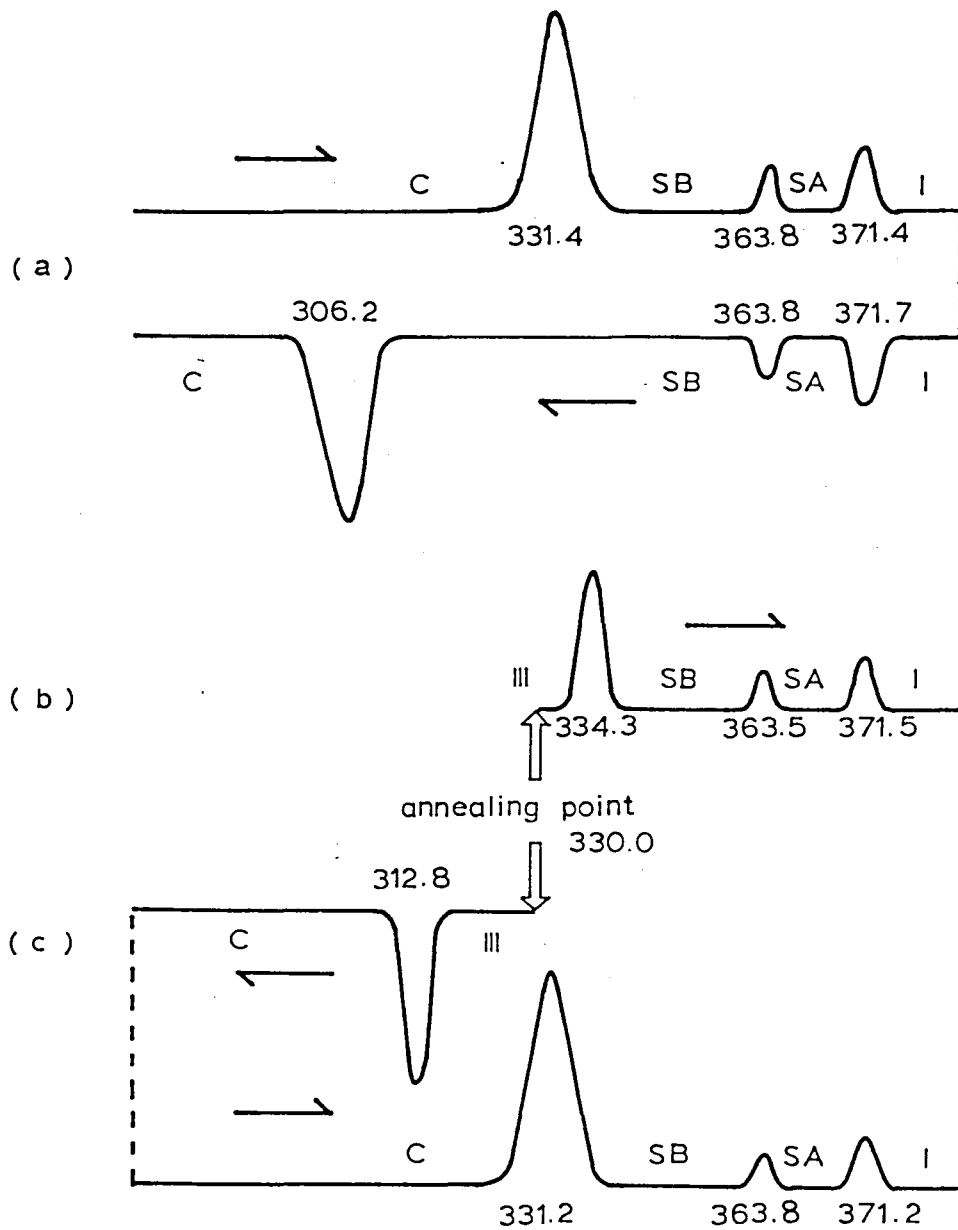 C SB SA I
331.4 363.8 371.4
( a )
306.2 363.8 371.7
C SB SA I
III SB SA I
( b )
334.3 363.5 371.5
annealing point
330.0
312.8
( c )
C III
C SB SA I
331.2 363.8 371.2